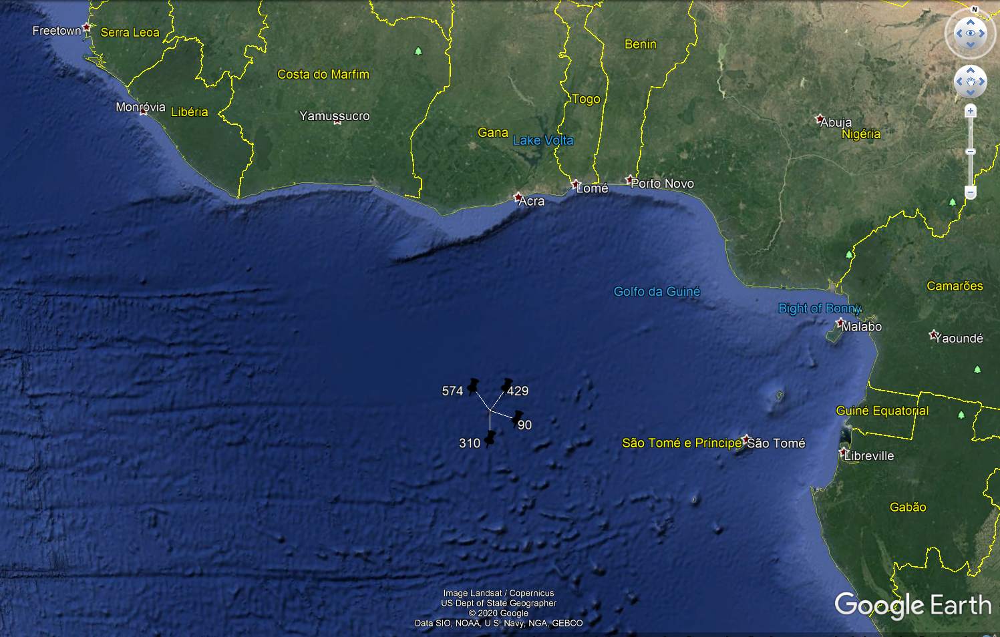 N
Freetown
Serra Leoa
Benin
Costa do Marfim
Togo
Monróvia
Libéria
Yamussucro
Abuja
Nigéria
Gana
Lake Volta
Lomé
Porto Novo
Acra
Camarões
Golfo da Guiné
Bight of Bonny
Malabo
Yaoundé
574
429
Guiné Equatorial
90
310
São Tomé e Príncipe
São Tomé
Libreville
Gabão
Image Landsat / Copernicus
US Dept of State Geographer
© 2020 Google
Data SIO, NOAA, U.S. Navy, NGA, GEBCO
Google Earth